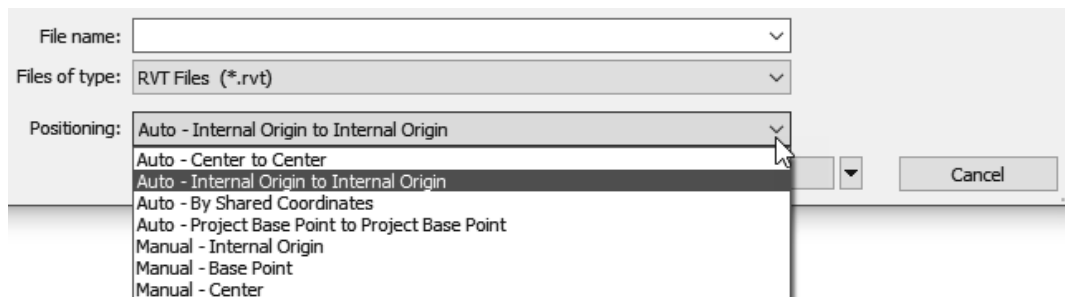 File name:
Files of type: RVT Files (*.rvt)
Positioning: Auto - Internal Origin to Internal Origin
Auto - Center to Center
Auto - Internal Origin to Internal Origin
Cancel
Auto - By Shared Coordinates
Auto - Project Base Point to Project Base Point
Manual - Internal Origin
Manual - Base Point
Manual - Center